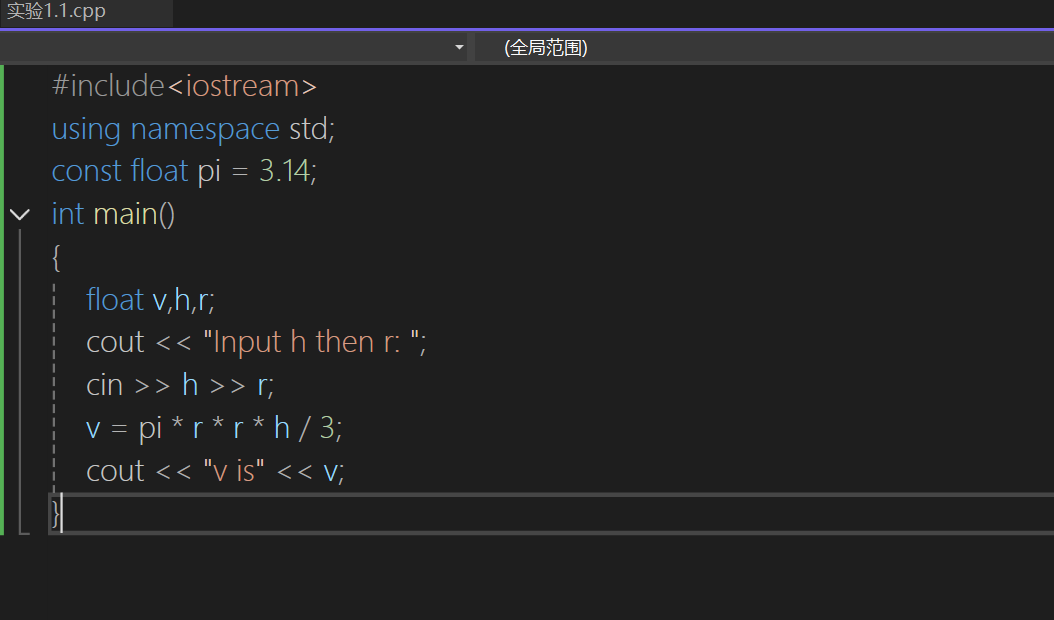 实验1.1.cpp
(全局范围)
#include<iostream>
using namespace std;
const float pi = 3.14;
int main()
{
float v,h,r;
cout << "Input h then r: ";
cin >> h >> r;
v = pi * r * r * h / 3;
cout << "v is" << v;
}